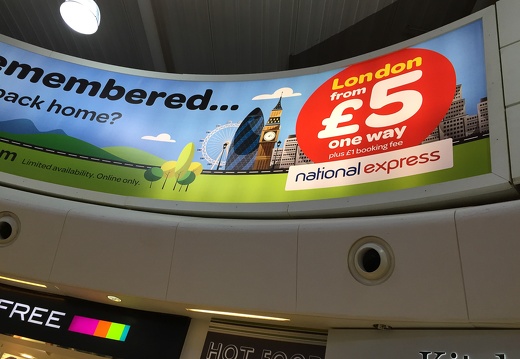 emembered...
pack home?
Limited availability. Online only.
London
from
£5
one way
plus £1 booking fee
national express
FREE
HOT FOOD